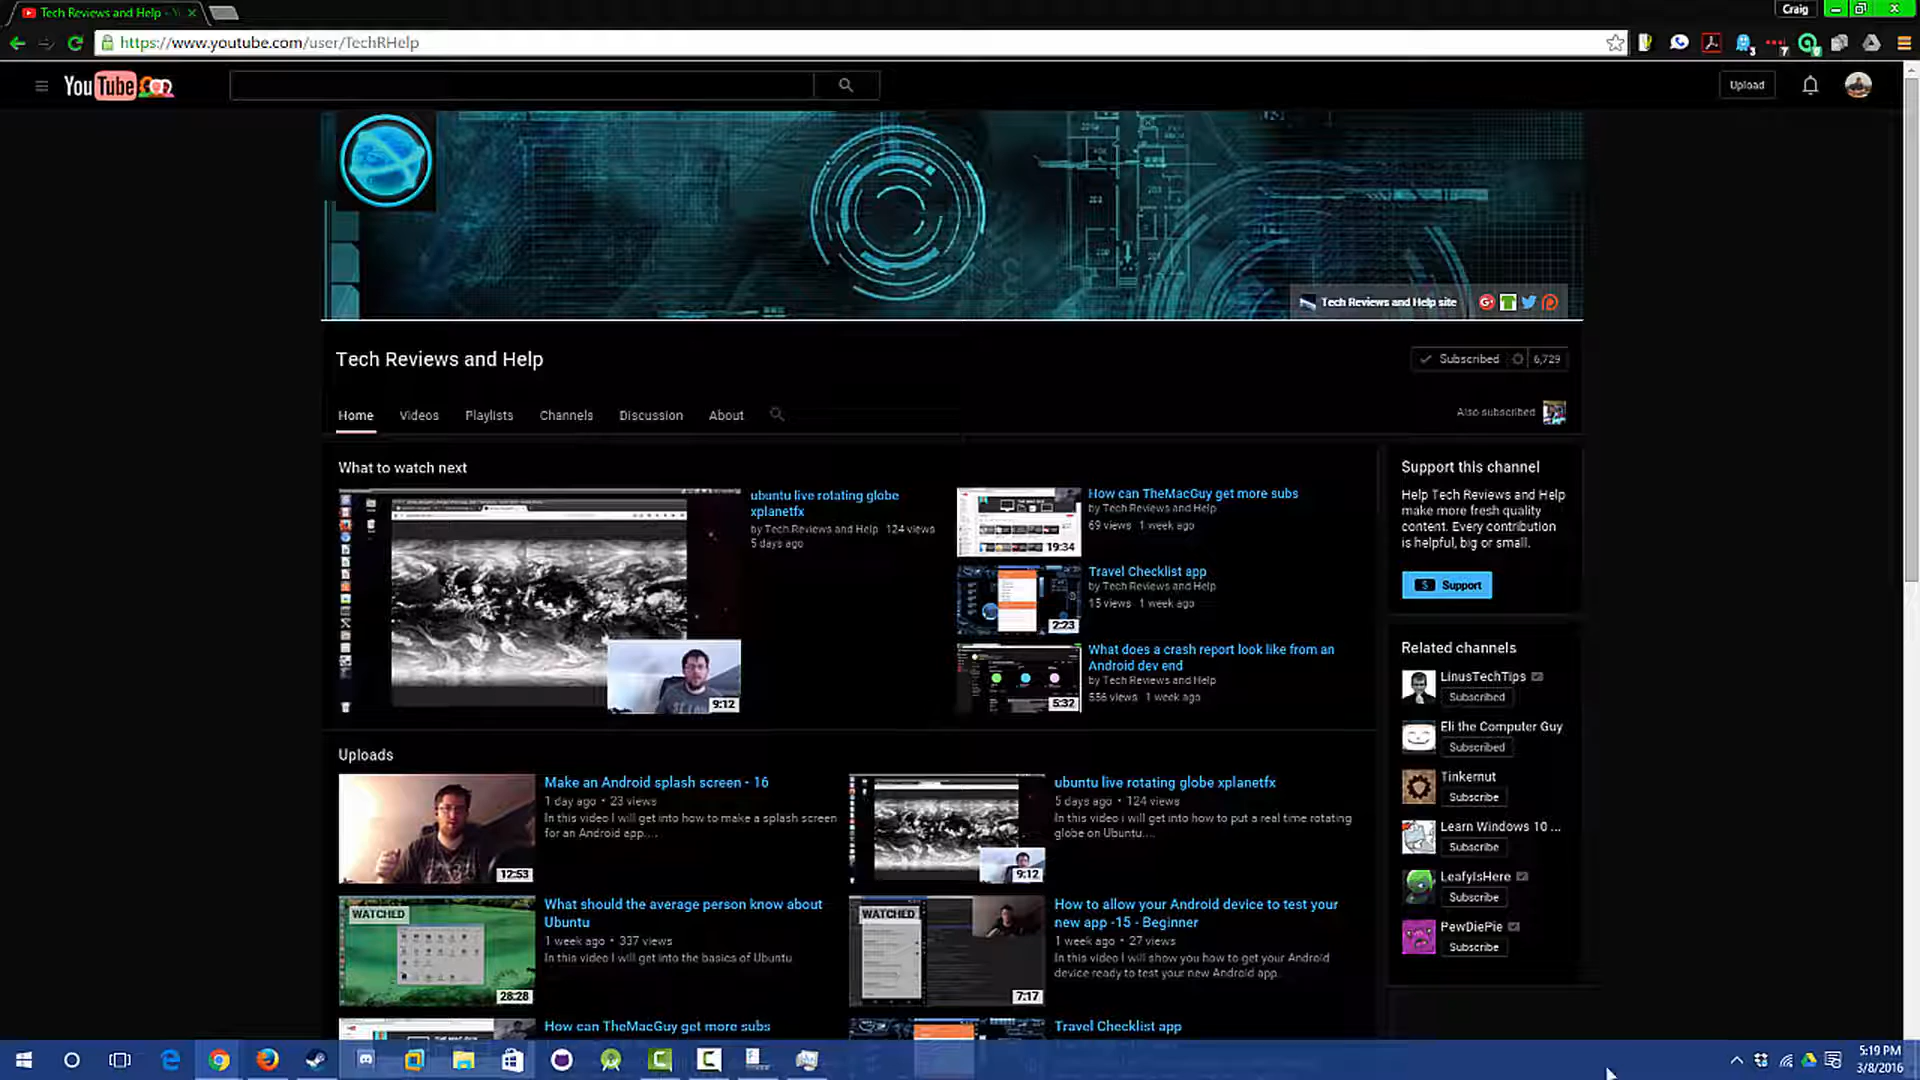 Tech Reviews and Help - Y
Craig
https://www.youtube.com/user/TechRHelp
YouTube
Upload
Tech Reviews and Help site
Tech Reviews and Help
Subscribed 6,729
Home Videos Playlists Channels Discussion About
Also subscribed
What to watch next
ubuntu live rotating globe
xplanetfx
by Tech Reviews and Help 124 views
5 days ago
9:12
How can TheMacGuy get more subs
by Tech Reviews and Help
69 views 1 week ago
19:34
Travel Checklist app
by Tech Reviews and Help
15 views 1 week ago
2:23
What does a crash report look like from an
Android dev end
by Tech Reviews and Help
556 views 1 week ago
5:32
Support this channel
Help Tech Reviews and Help
make more fresh quality
content. Every contribution
is helpful, big or small.
$ Support
Related channels
LinusTechTips
Subscribed
Eli the Computer Guy
Subscribed
Tinkernut
Subscribe
Learn Windows 10 ...
Subscribe
LeafyIsHere
Subscribe
PewDiePie
Subscribe
Uploads
Make an Android splash screen - 16
1 day ago • 23 views
In this video I will get into how to make a splash screen
for an Android app....
12:53
ubuntu live rotating globe xplanetfx
5 days ago • 124 views
In this video i will get into how to put a real time rotating
globe on Ubuntu....
9:12
WATCHED
What should the average person know about
Ubuntu
1 week ago • 337 views
In this video I will get into the basics of Ubuntu.
28:28
WATCHED
How to allow your Android device to test your
new app -15 - Beginner
1 week ago • 27 views
In this video I will show you how to get your Android
device ready to test your new Android app.
7:17
How can TheMacGuy get more subs
Travel Checklist app
5:19 PM
3/8/2016